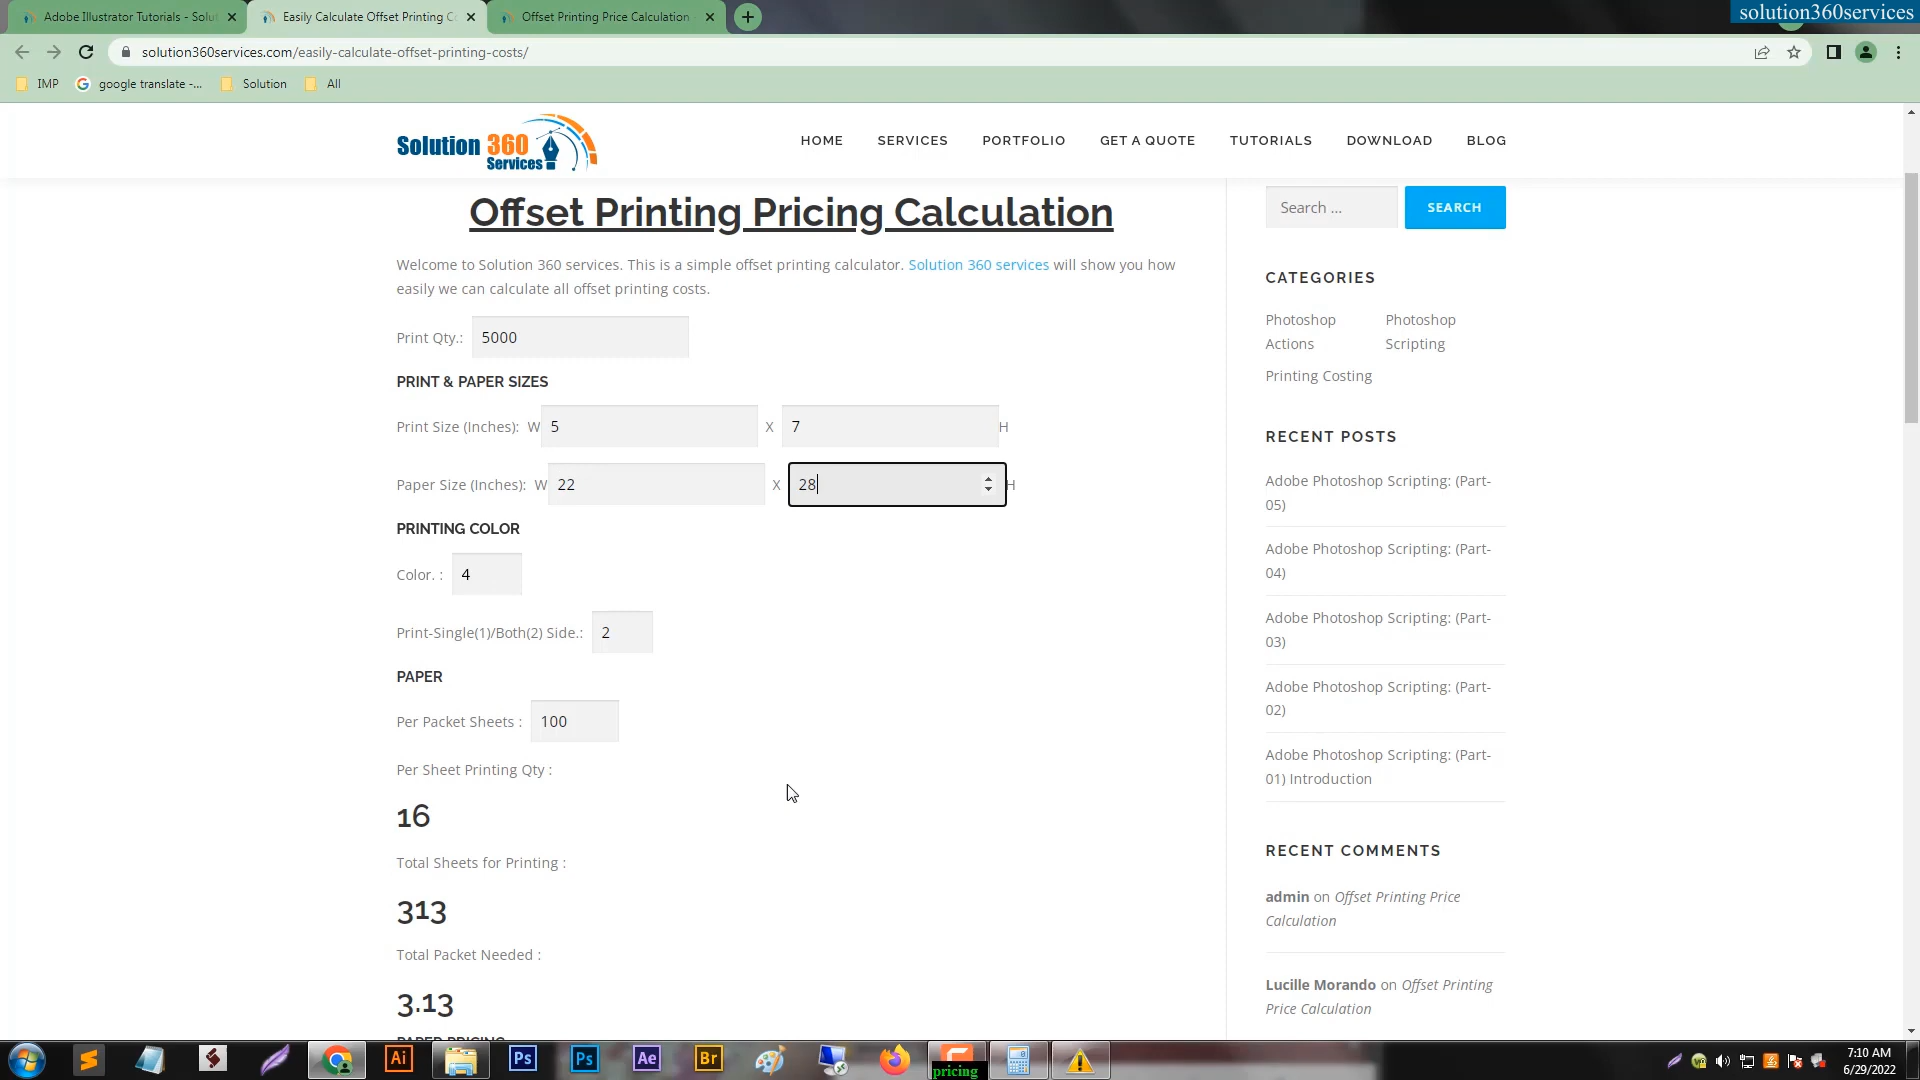 solution360services
Adobe Illustrator Tutorials - Solu
Easily Calculate Offset Printing C
Offset Printing Price Calculation
solution360services.com/easily-calculate-offset-printing-costs/
IMP
google translate -...
Solution
All
Solution 360
Services
HOME
SERVICES
PORTFOLIO
GET A QUOTE
TUTORIALS
DOWNLOAD
BLOG
Offset Printing Pricing Calculation
Welcome to Solution 360 services. This is a simple offset printing calculator. Solution 360 services will show you how
easily we can calculate all offset printing costs.
Print Qty.: 5000
PRINT & PAPER SIZES
Print Size (Inches): W 5 X 7 H
Paper Size (Inches): W 22 X 28 H
PRINTING COLOR
Color. : 4
Print-Single(1)/Both(2) Side.: 2
PAPER
Per Packet Sheets : 100
Per Sheet Printing Qty :
16
Total Sheets for Printing :
313
Total Packet Needed :
3.13
PAPER PRICING
Search ...
SEARCH
CATEGORIES
Photoshop Actions
Photoshop Scripting
Printing Costing
RECENT POSTS
Adobe Photoshop Scripting: (Part-
05)
Adobe Photoshop Scripting: (Part-
04)
Adobe Photoshop Scripting: (Part-
03)
Adobe Photoshop Scripting: (Part-
02)
Adobe Photoshop Scripting: (Part-
01) Introduction
RECENT COMMENTS
admin on Offset Printing Price
Calculation
Lucille Morando on Offset Printing
Price Calculation
Ai
Ps
Ps
Ae
Br
pricing
7:10 AM
6/29/2022